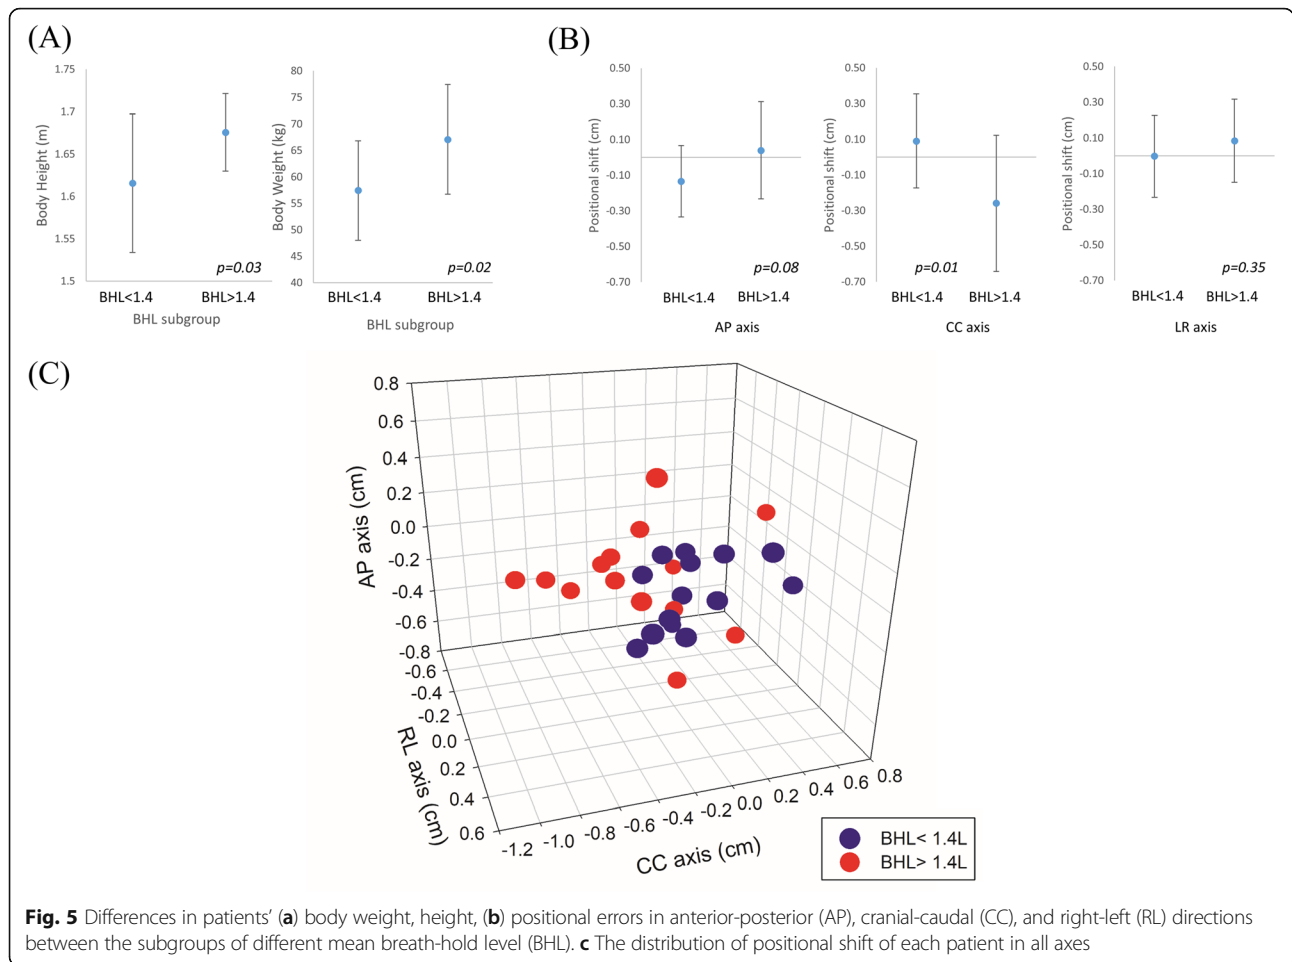 (A)
(B)
1.75
1.7
1.65
1.6
1.55
1.5
Body Height (m)
p=0.03
BHL<1.4
BHL>1.4
BHL subgroup
80
75
70
65
60
55
50
45
40
Body Weight (kg)
p=0.02
BHL<1.4
BHL>1.4
BHL subgroup
0.50
0.30
0.10
-0.10
-0.30
-0.50
-0.70
Positional shift (cm)
p=0.08
BHL<1.4
BHL>1.4
AP axis
0.50
0.30
0.10
-0.10
-0.30
-0.50
-0.70
Positional shift (cm)
p=0.01
BHL<1.4
BHL>1.4
CC axis
0.50
0.30
0.10
-0.10
-0.30
-0.50
-0.70
Positional shift (cm)
p=0.35
BHL<1.4
BHL>1.4
LR axis
(C)
0.8
0.6
0.4
0.2
0.0
-0.2
-0.4
-0.6
-0.8
AP axis (cm)
-0.6
-0.4
-0.2
0.0
0.2
0.4
0.6
RL axis (cm)
-1.2
-1.0
-0.8
-0.6
-0.4
-0.2
0.0
0.2
0.4
0.6
0.8
CC axis (cm)
BHL< 1.4L
BHL> 1.4L
Fig. 5 Differences in patients’ (a) body weight, height, (b) positional errors in anterior-posterior (AP), cranial-caudal (CC), and right-left (RL) directions
between the subgroups of different mean breath-hold level (BHL). c The distribution of positional shift of each patient in all axes